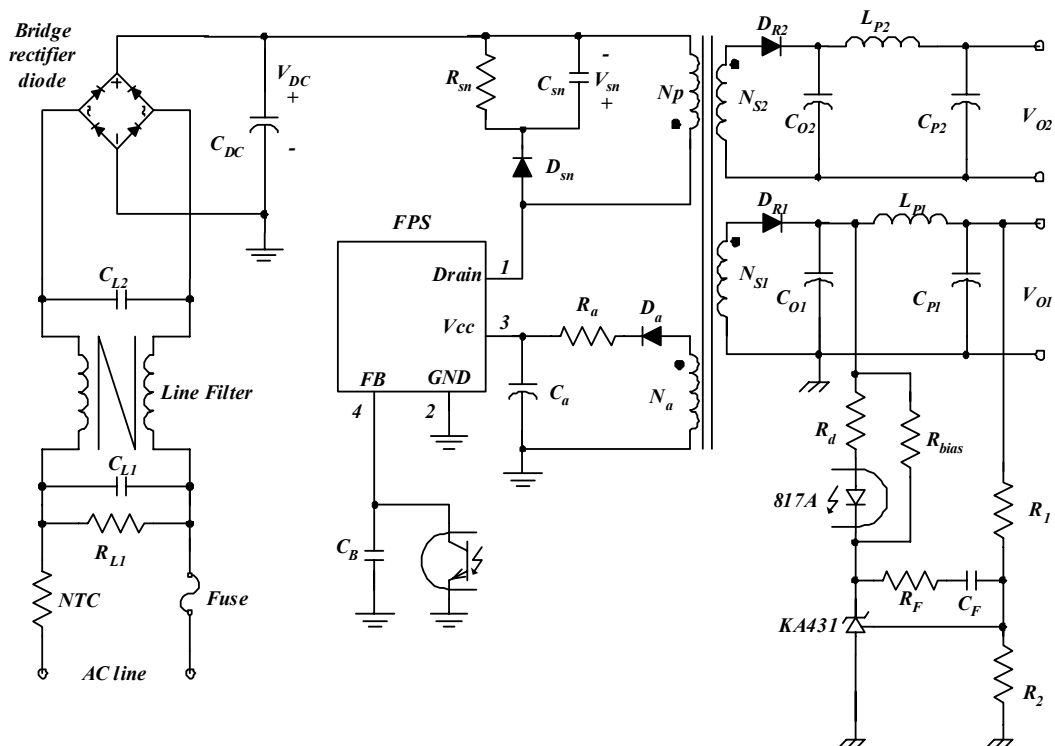 Bridge
rectifier
diode
+
~
~
-
V_DC
+
C_DC
-
R_sn
C_sn
-
V_sn
+
D_sn
Np
N_S2
D_R2
L_P2
C_O2
C_P2
V_O2
D_R1
L_P1
N_S1
C_O1
C_P1
V_O1
FPS
Drain
1
Vcc
3
FB
GND
4
2
R_a
D_a
C_a
N_a
C_L2
Line Filter
C_L1
R_L1
NTC
Fuse
AC line
C_B
R_d
R_bias
817A
R_1
R_F
C_F
KA431
R_2